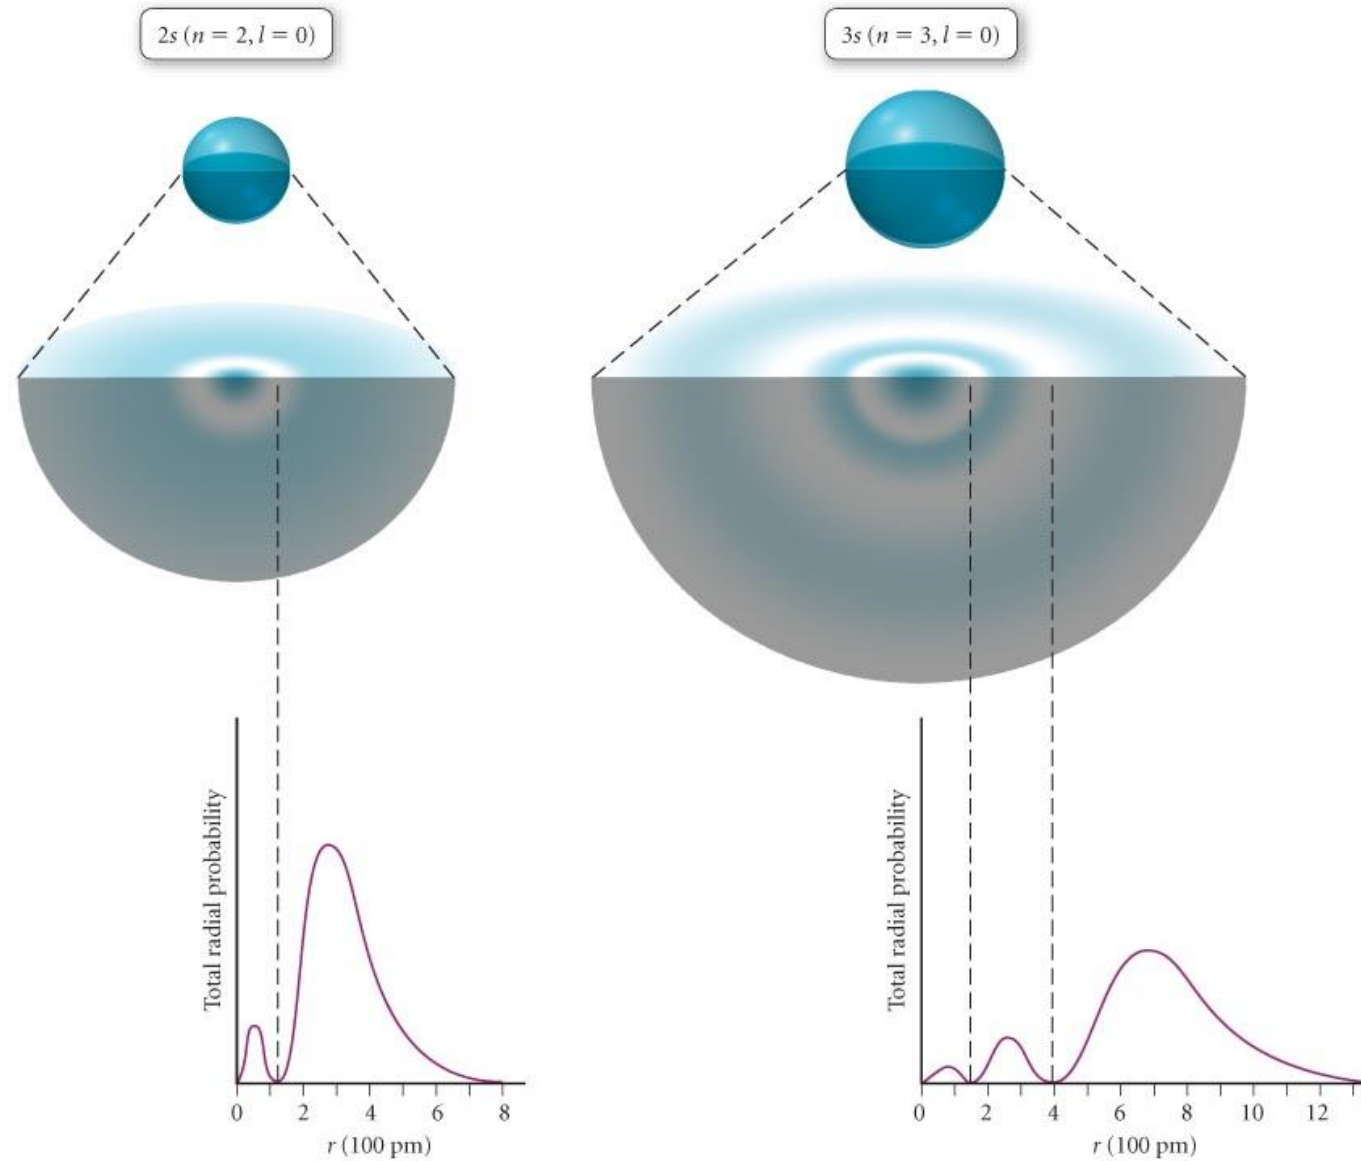 2s (n = 2, l = 0)
3s (n = 3, l = 0)
Total radial probability
0 2 4 6 8
r (100 pm)
Total radial probability
0 2 4 6 8 10 12
r (100 pm)